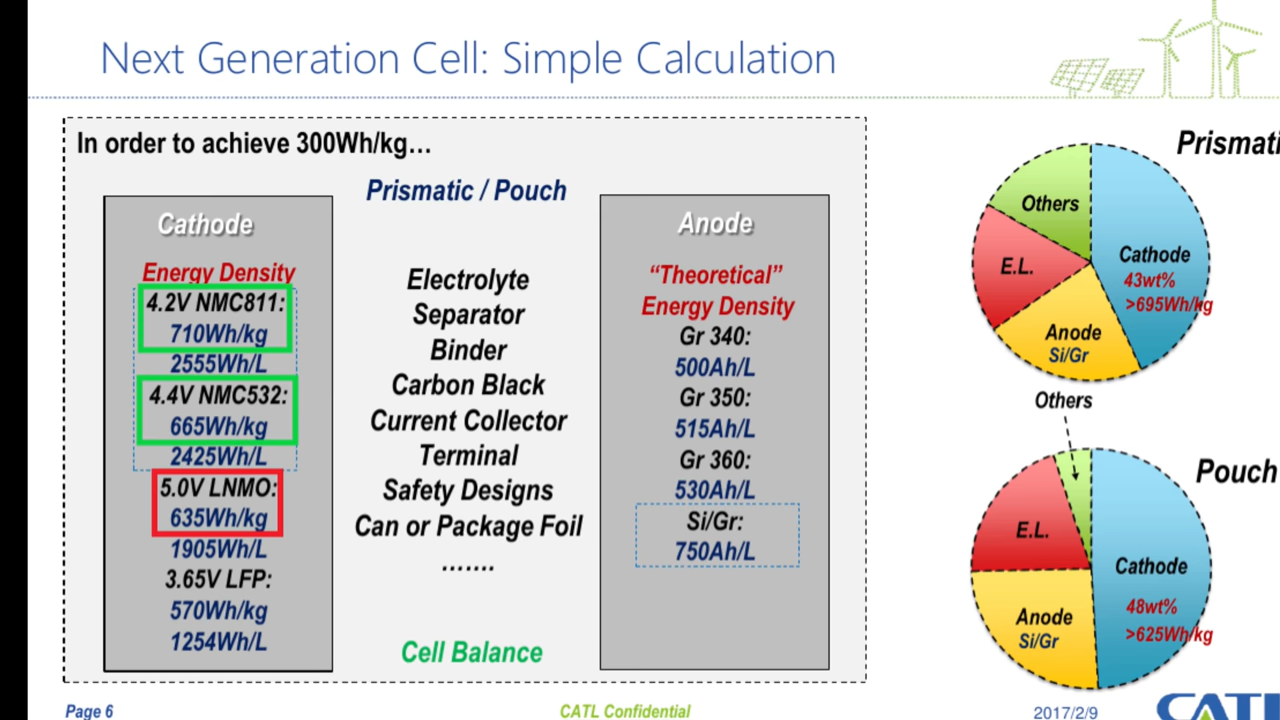 Next Generation Cell: Simple Calculation
In order to achieve 300Wh/kg…
Prismatic / Pouch
Cathode
Energy Density
4.2V NMC811:
710Wh/kg
2555Wh/L
4.4V NMC532:
665Wh/kg
2425Wh/L
5.0V LNMO:
635Wh/kg
1905Wh/L
3.65V LFP:
570Wh/kg
1254Wh/L
Electrolyte
Separator
Binder
Carbon Black
Current Collector
Terminal
Safety Designs
Can or Package Foil
…….
Cell Balance
Anode
“Theoretical”
Energy Density
Gr 340:
500Ah/L
Gr 350:
515Ah/L
Gr 360:
530Ah/L
Si/Gr:
750Ah/L
Prismati
Others
Cathode
43wt%
>695Wh/kg
E.L.
Anode
Si/Gr
Others
Pouch
E.L.
Cathode
48wt%
>625Wh/kg
Anode
Si/Gr
Page 6
CATL Confidential
2017/2/9
CATL